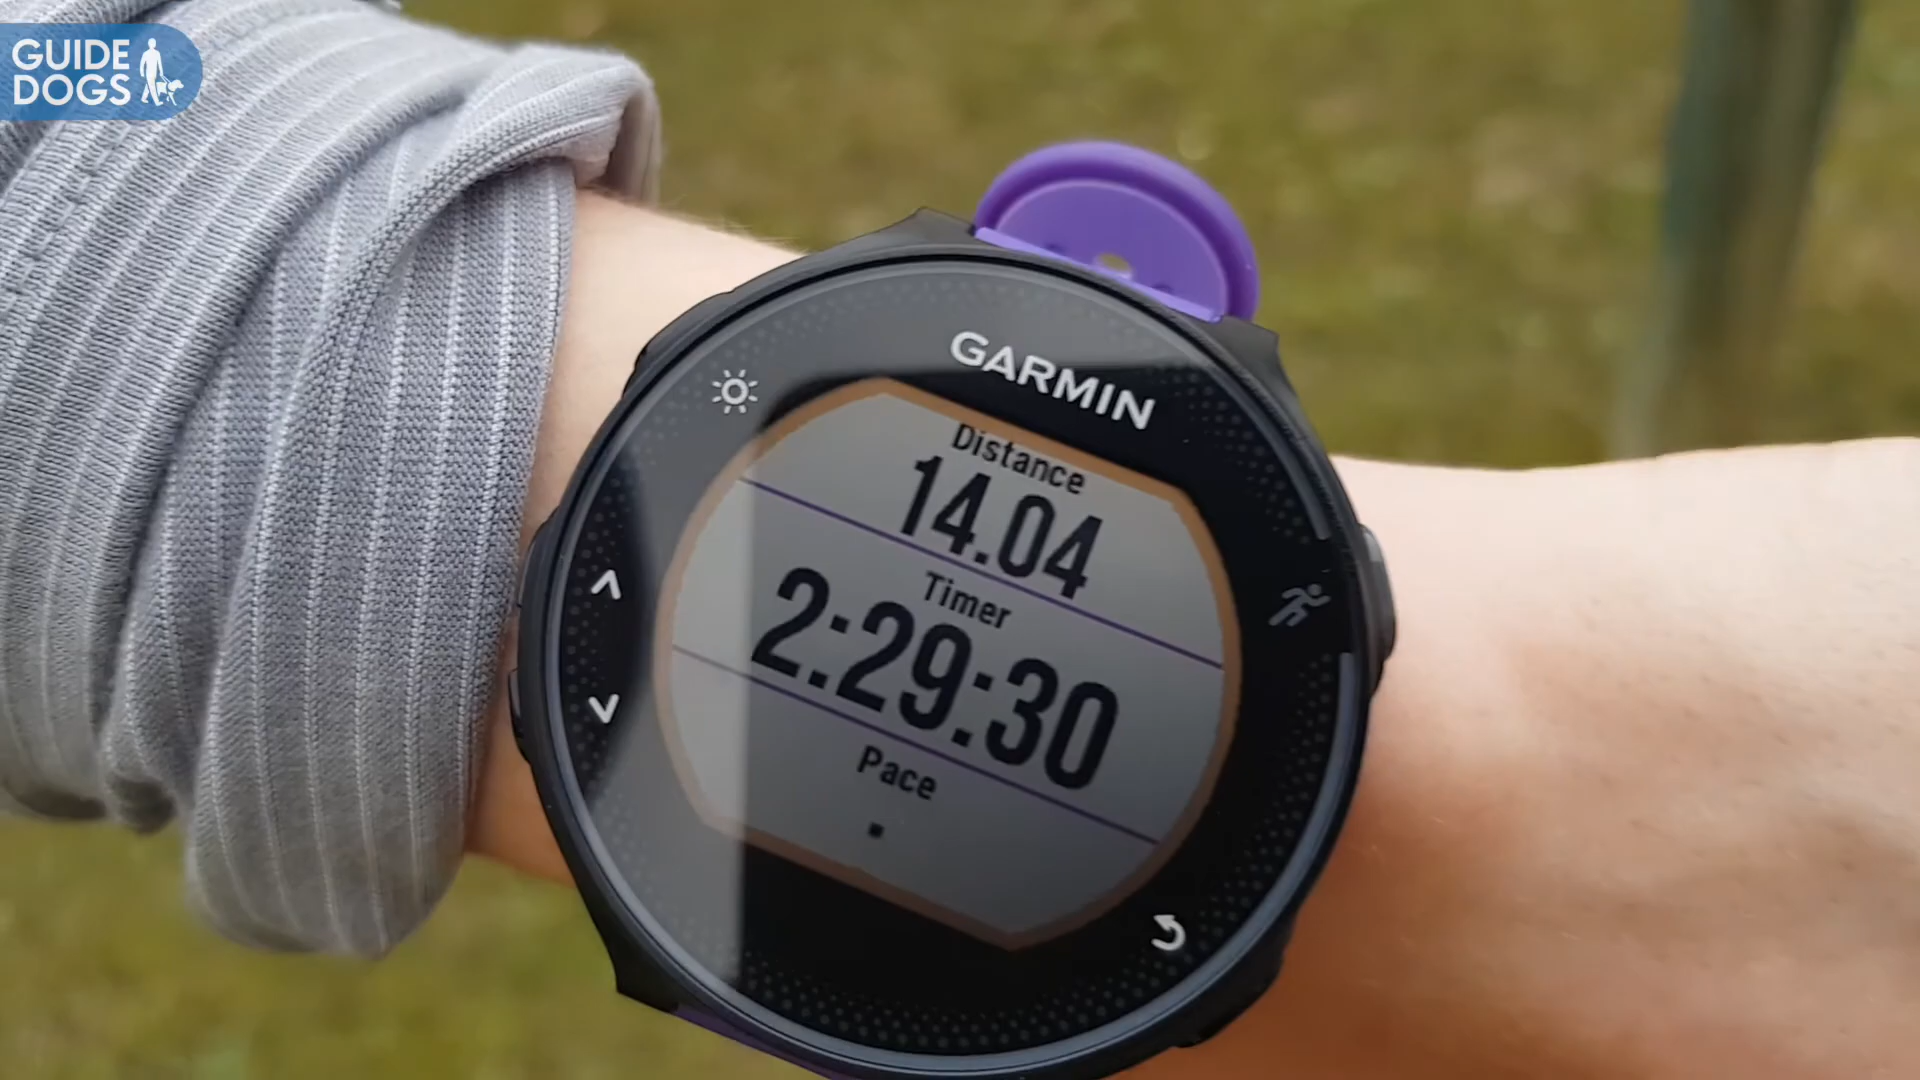 GUIDE
DOGS
GARMIN
Distance
14.04
Timer
2:29:30
Pace